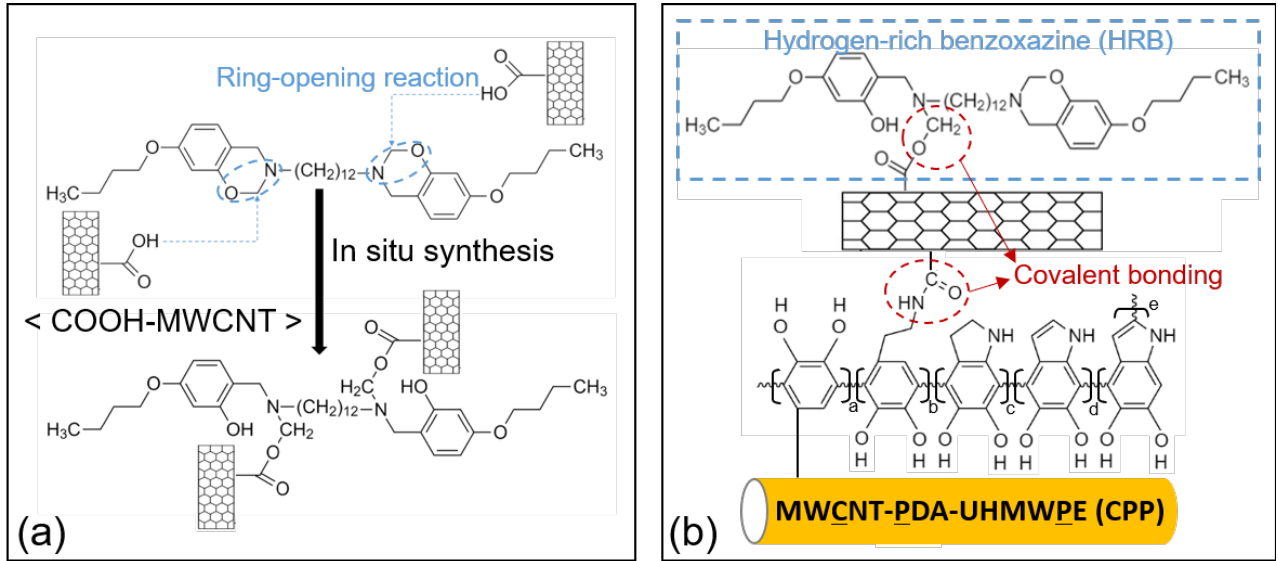 Ring-opening reaction
O
HO
O
O
N
(CH2)12
N
O
CH3
H3C
O
O
OH
O
In situ synthesis
< COOH-MWCNT >
O
O
H2C
HO
O
N
(CH2)12
N
CH3
H3C
OH
CH2
O
O
O
(a)
Hydrogen-rich benzoxazine (HRB)
O
N
(CH2)12
N
O
CH3
H3C
OH
CH2
O
O
O
Covalent bonding
C
O
HN
H
O
H
O
NH
NH
NH
e
a
b
c
d
O
H
O
H
O
H
O
H
O
H
O
H
O
H
O
H
MWCNT-PDA-UHMWPE (CPP)
(b)